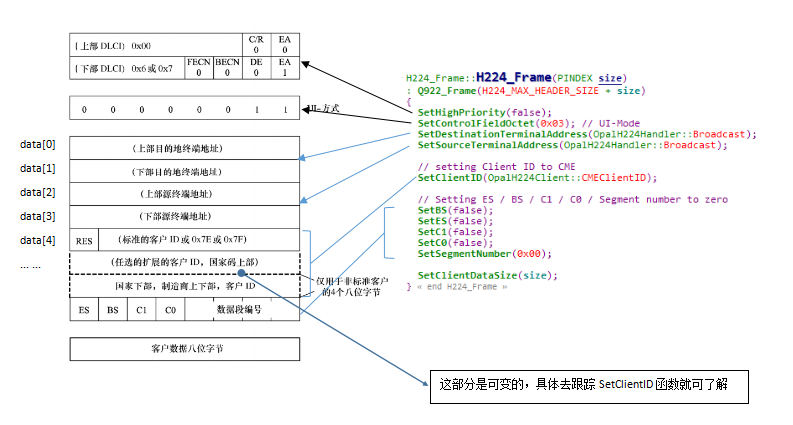 (上部 DLCI) 0x00
C/R
0
EA
0
(下部 DLCI) 0x6 或 0x7
FECN
0
BECN
0
DE
0
EA
1
0 0 0 0 0 0 1 1
UI-方式
data[0]
(上部目的地终端地址)
data[1]
(下部目的地终端地址)
data[2]
(上部源终端地址)
data[3]
(下部源终端地址)
data[4]
RES
(标准的客户 ID 或 0x7E 或 0x7F)
... ...
(任选的扩展的客户 ID, 国家码上部)
国家下部, 制造商上下部, 客户 ID
仅用于非标准客户
的4个八位字节
ES BS C1 C0 数据段编号
客户数据八位字节
H224_Frame::H224_Frame(PINDEX size)
: Q922_Frame(H224_MAX_HEADER_SIZE + size)
{
SetHighPriority(false);
SetControlFieldOctet(0x03); // UI-Mode
SetDestinationTerminalAddress(OpalH224Handler::Broadcast);
SetSourceTerminalAddress(OpalH224Handler::Broadcast);
// setting Client ID to CME
SetClientID(OpalH224Client::CMEClientID);
// Setting ES / BS / C1 / C0 / Segment number to zero
SetBS(false);
SetES(false);
SetC1(false);
SetC0(false);
SetSegmentNumber(0x00);
SetClientDataSize(size);
} « end H224_Frame »
这部分是可变的，具体去跟踪 SetClientID 函数就可了解